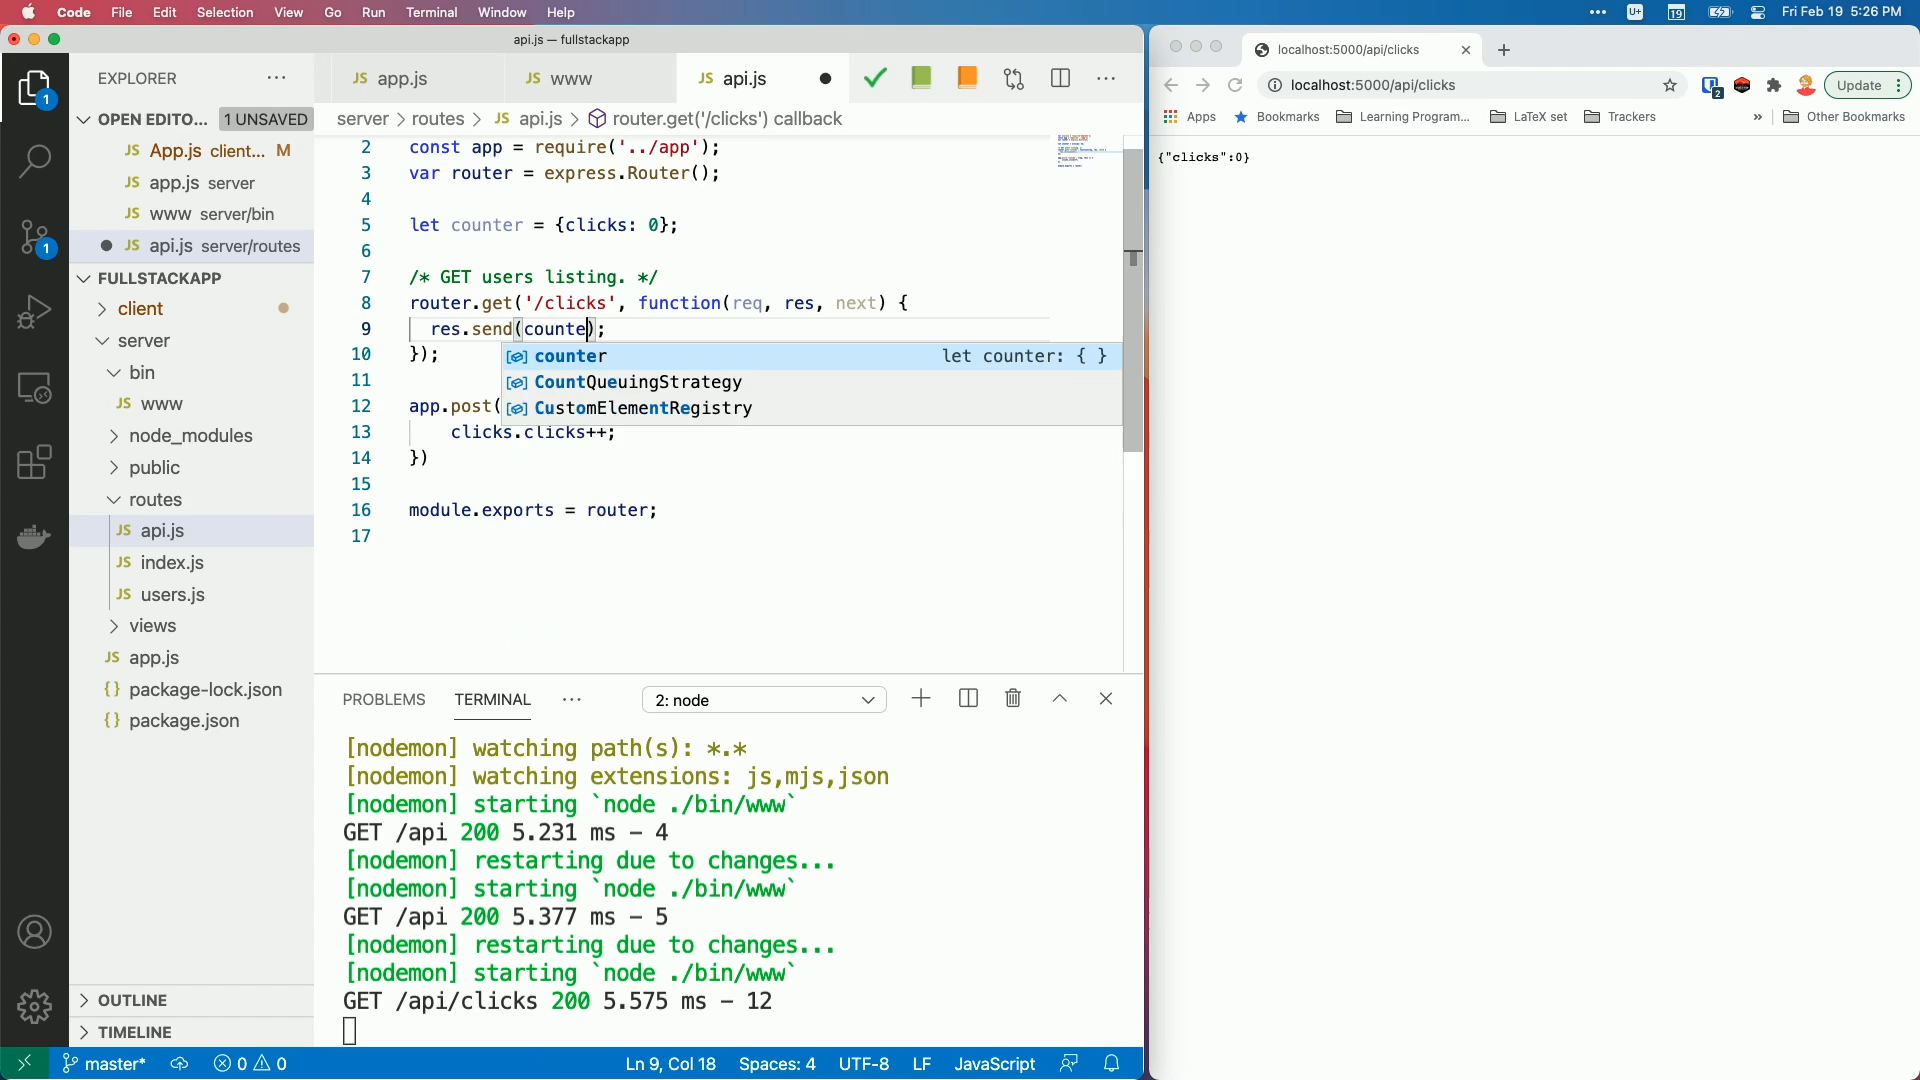 Code File Edit Selection View Go Run Terminal Window Help
U+ 19 Fri Feb 19 5:26 PM
api.js — fullstackapp
EXPLORER
OPEN EDITO... 1 UNSAVED
JS App.js client... M
JS app.js server
JS www server/bin
JS api.js server/routes
FULLSTACKAPP
client
server
bin
JS www
node_modules
public
routes
JS api.js
JS index.js
JS users.js
views
JS app.js
{} package-lock.json
{} package.json
OUTLINE
TIMELINE
1
1
JS app.js JS www JS api.js
server > routes > JS api.js > router.get('/clicks') callback
2 const app = require('../app');
3 var router = express.Router();
4
5 let counter = {clicks: 0};
6
7 /* GET users listing. */
8 router.get('/clicks', function(req, res, next) {
9 res.send(counte);
10 });
counter let counter: { }
CountQueuingStrategy
CustomElementRegistry
11
12 app.post(
13 clicks.clicks++;
14 })
15
16 module.exports = router;
17
PROBLEMS TERMINAL 2: node
[nodemon] watching path(s): *.*
[nodemon] watching extensions: js,mjs,json
[nodemon] starting `node ./bin/www`
GET /api 200 5.231 ms – 4
[nodemon] restarting due to changes...
[nodemon] starting `node ./bin/www`
GET /api 200 5.377 ms – 5
[nodemon] restarting due to changes...
[nodemon] starting `node ./bin/www`
GET /api/clicks 200 5.575 ms – 12
master* 0 0 Ln 9, Col 18 Spaces: 4 UTF-8 LF JavaScript
localhost:5000/api/clicks
localhost:5000/api/clicks 2 Update
Apps Bookmarks Learning Program... LaTeX set Trackers » Other Bookmarks
{"clicks":0}